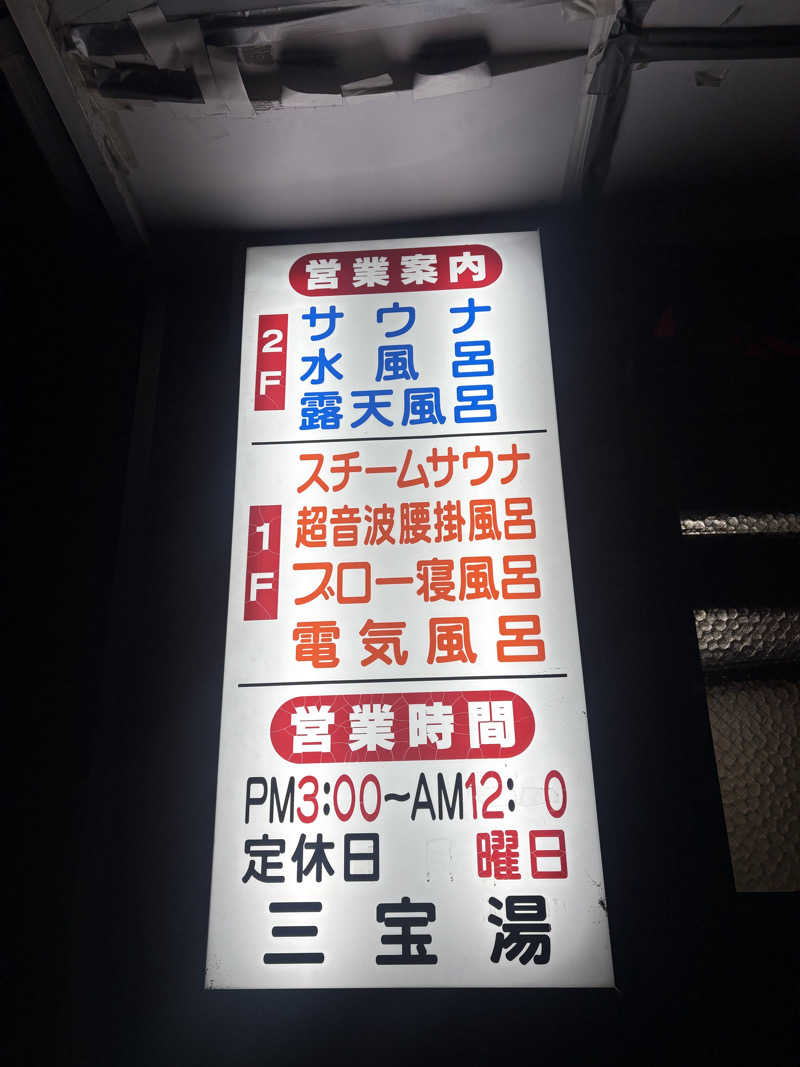 営業案内
2F
サウナ
水風呂
露天風呂
1F
スチームサウナ
超音波腰掛風呂
ブロー寝風呂
電気風呂
営業時間
PM3:00~AM12: 0
定休日 曜日
三宝湯